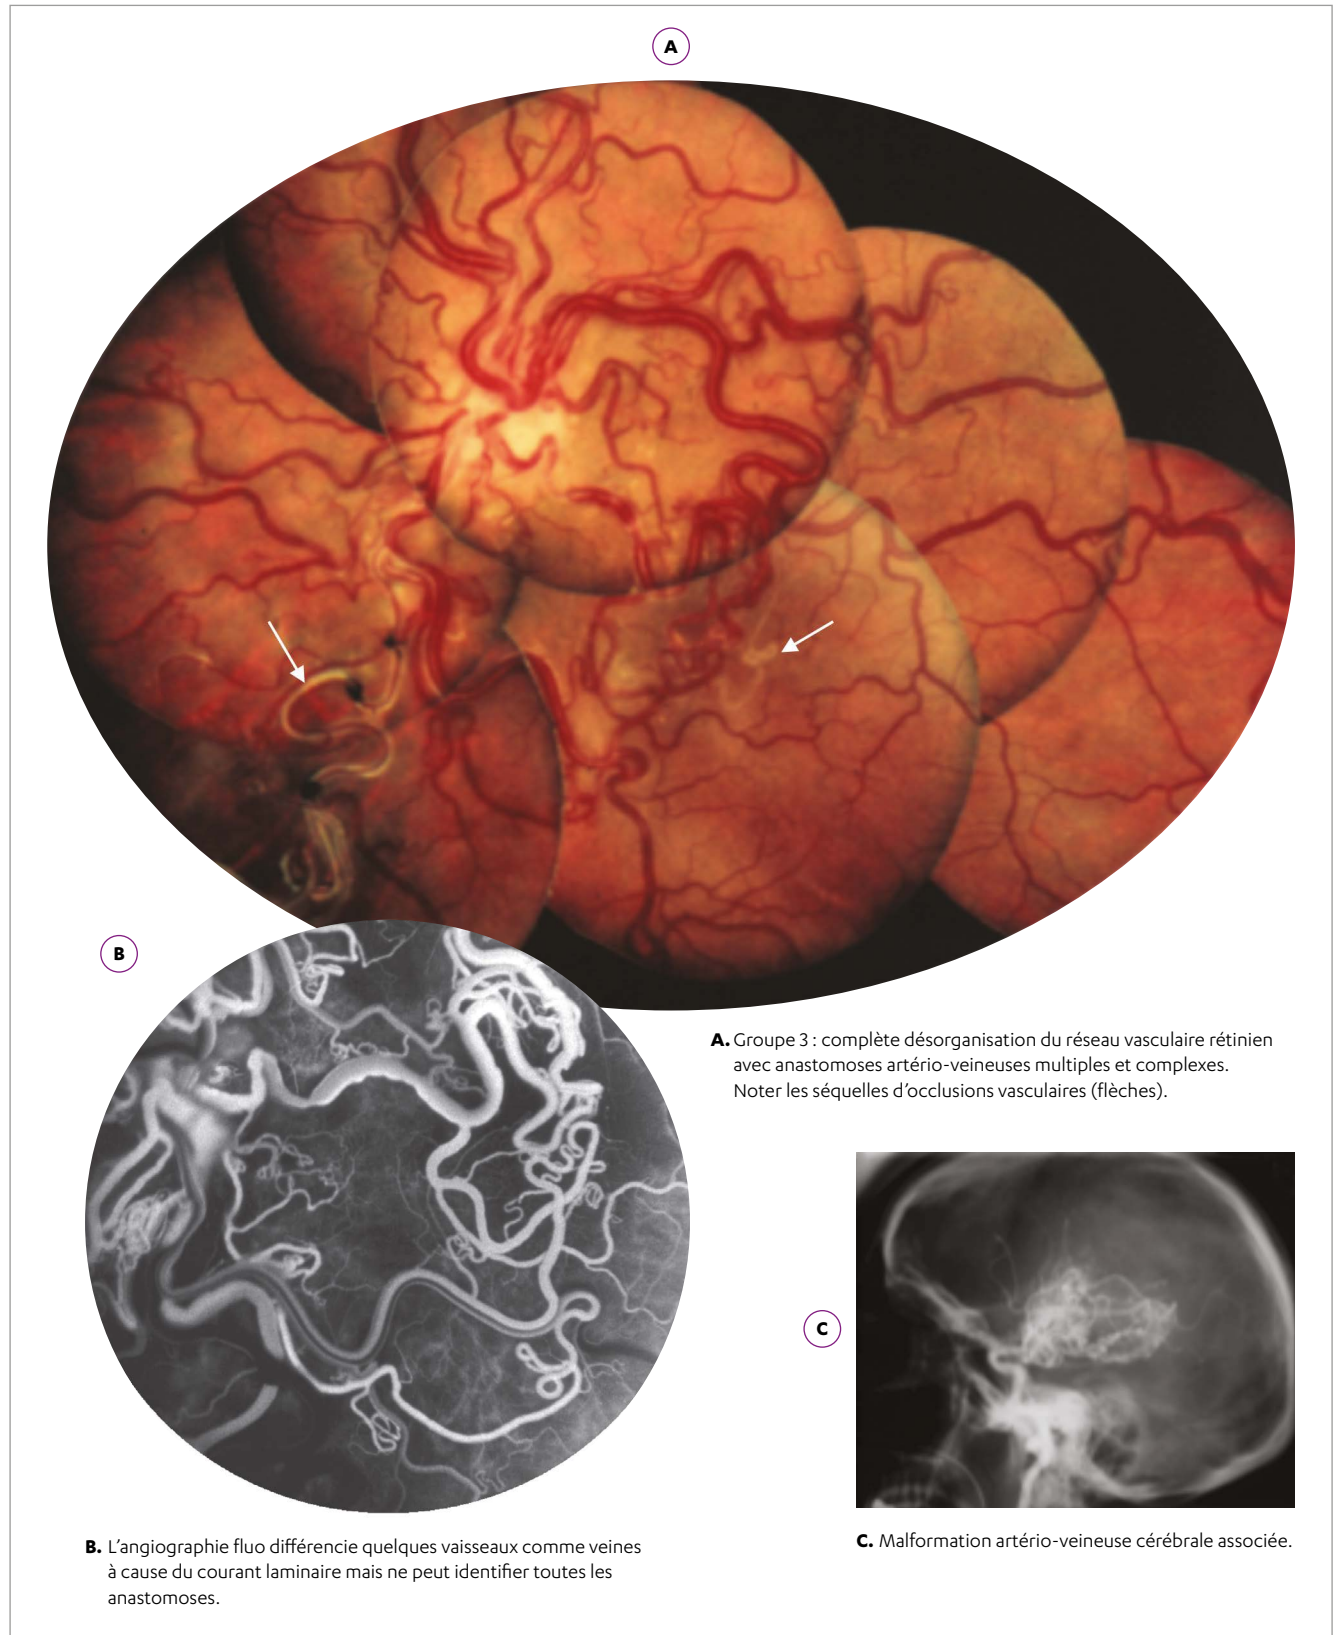 A
B
A. Groupe 3 : complète désorganisation du réseau vasculaire rétinien
avec anastomoses artério-veineuses multiples et complexes.
Noter les séquelles d’occlusions vasculaires (flèches).
C
B. L’angiographie fluo différencie quelques vaisseaux comme veines
à cause du courant laminaire mais ne peut identifier toutes les
anastomoses.
C. Malformation artério-veineuse cérébrale associée.